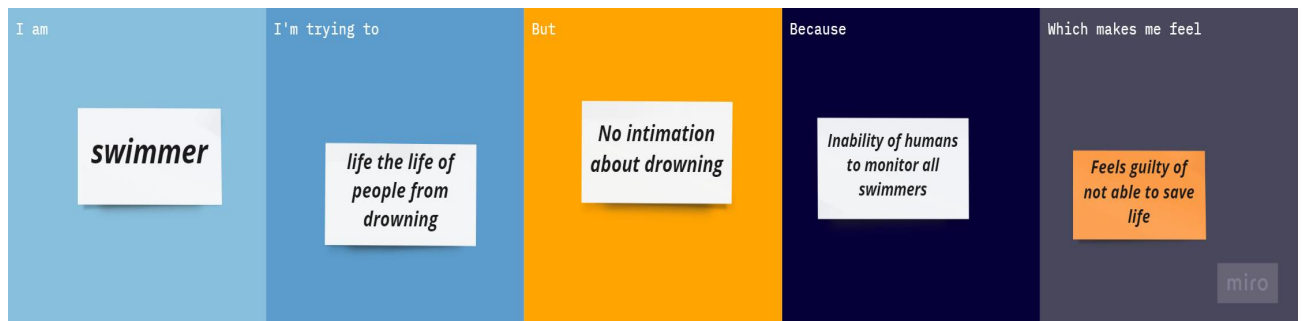 I am
swimmer
I'm trying to
life the life of
people from
drowning
But
No intimation
about drowning
Because
Inability of humans
to monitor all
swimmers
Which makes me feel
Feels guilty of
not able to save
life
miro